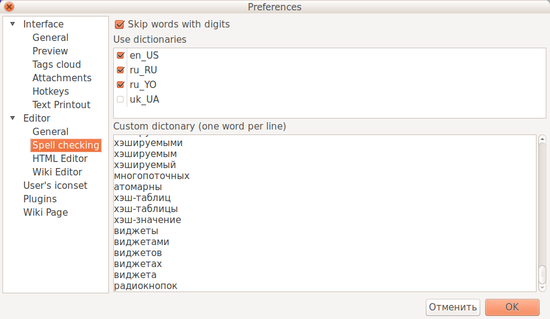 Preferences
Interface
General
Preview
Tags cloud
Attachments
Hotkeys
Text Printout
Editor
General
Spell checking
HTML Editor
Wiki Editor
User's iconset
Plugins
Wiki Page
Skip words with digits
Use dictionaries
en_US
ru_RU
ru_YO
uk_UA
Custom dictonary (one word per line)
хэшируемыми
хэшируемым
хэшируемый
многопоточных
атомарны
хэш-таблиц
хэш-таблицы
хэш-значение
виджеты
виджетами
виджетов
виджетах
виджета
радиокнопок
Отменить
OK